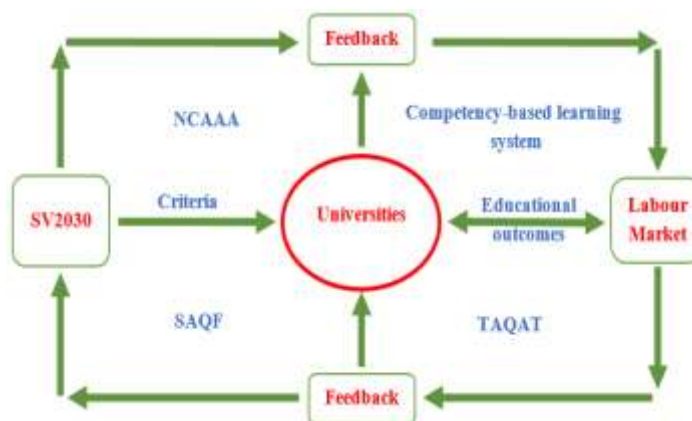 Feedback
NCAAA
Competency-based learning
system
SV2030
Criteria
Universities
Educational
outcomes
Labour
Market
SAQF
TAQAT
Feedback